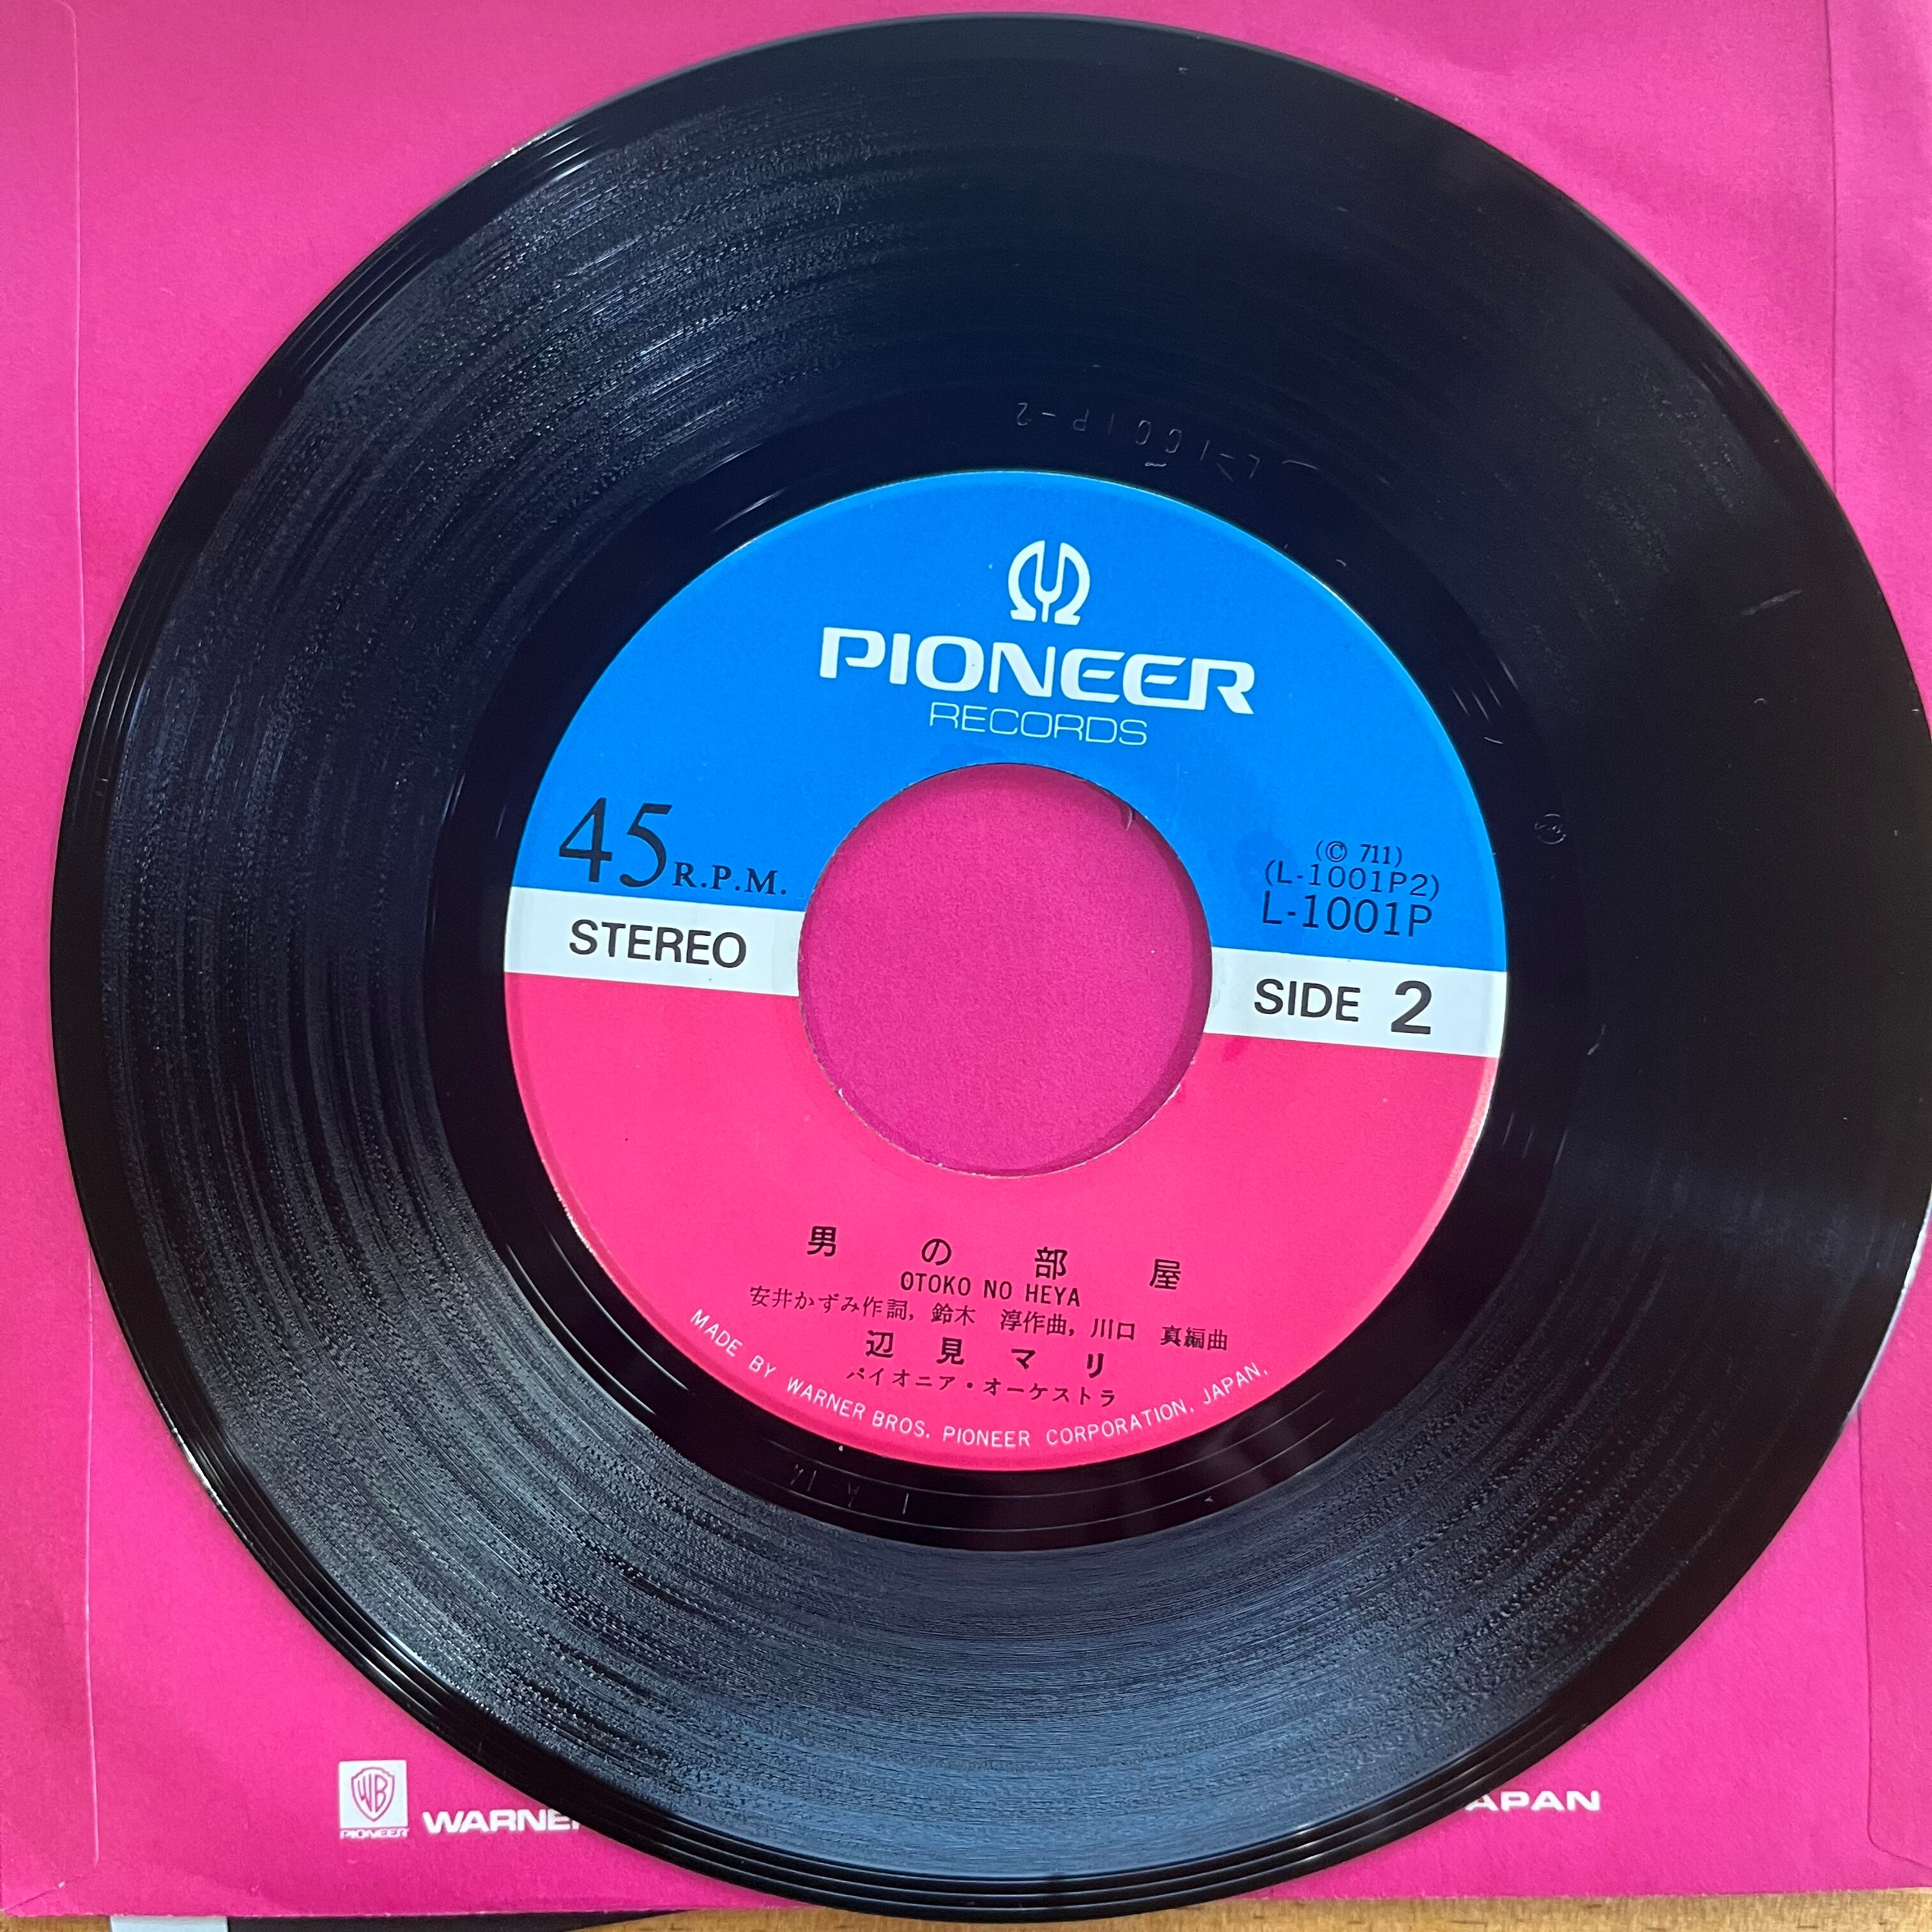 L-1001P-2
PIONEER
RECORDS
45 R.P.M.
(© 711)
(L-1001P2)
L-1001P
STEREO
SIDE 2
男の部屋
OTOKO NO HEYA
安井かずみ作詞, 鈴木 淳作曲, 川口 真編曲
辺見マリ
パイオニア・オーケストラ
MADE BY WARNER BROS. PIONEER CORPORATION, JAPAN.
WB
PIONEER